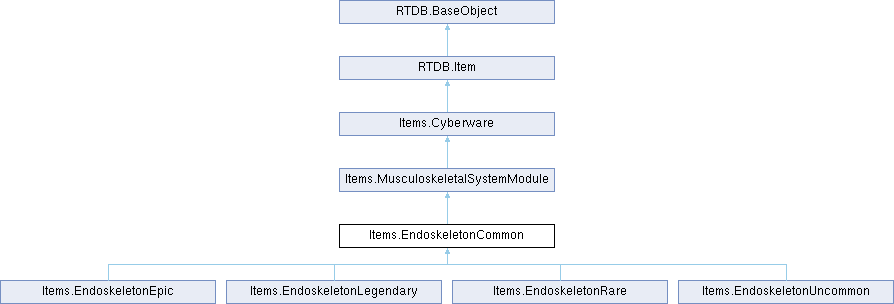 RTDB.BaseObject
RTDB.Item
Items.Cyberware
Items.MusculoskeletalSystemModule
Items.EndoskeletonCommon
Items.EndoskeletonEpic
Items.EndoskeletonLegendary
Items.EndoskeletonRare
Items.EndoskeletonUncommon